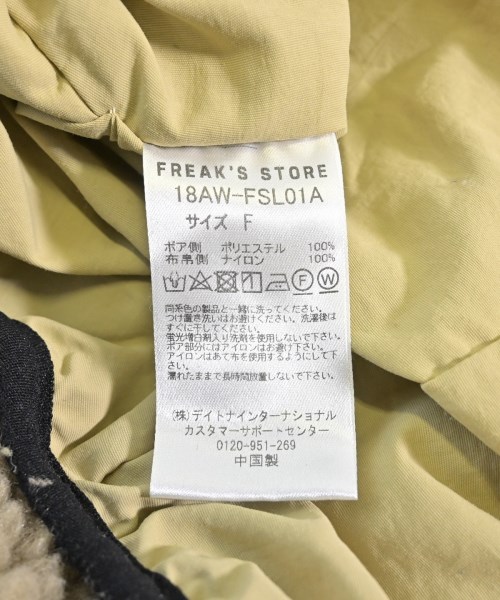 FREAK'S STORE
18AW-FSL01A
サイズ F
ボア側 ポリエステル 100%
布帛側 ナイロン 100%
F W
同系色の製品と一緒に洗ってください。
つけ置き洗いはお避けください。洗濯後は
すぐに干してください。
蛍光増白剤入り洗剤を使用しないで下さい。
ボア部分にはアイロンはお避け下さい。
アイロンはあて布を使用するようにして下
さい。
濡れたままで長時間放置しないで下さい。
(株)デイトナインターナショナル
カスタマーサポートセンター
0120-951-269
中国製